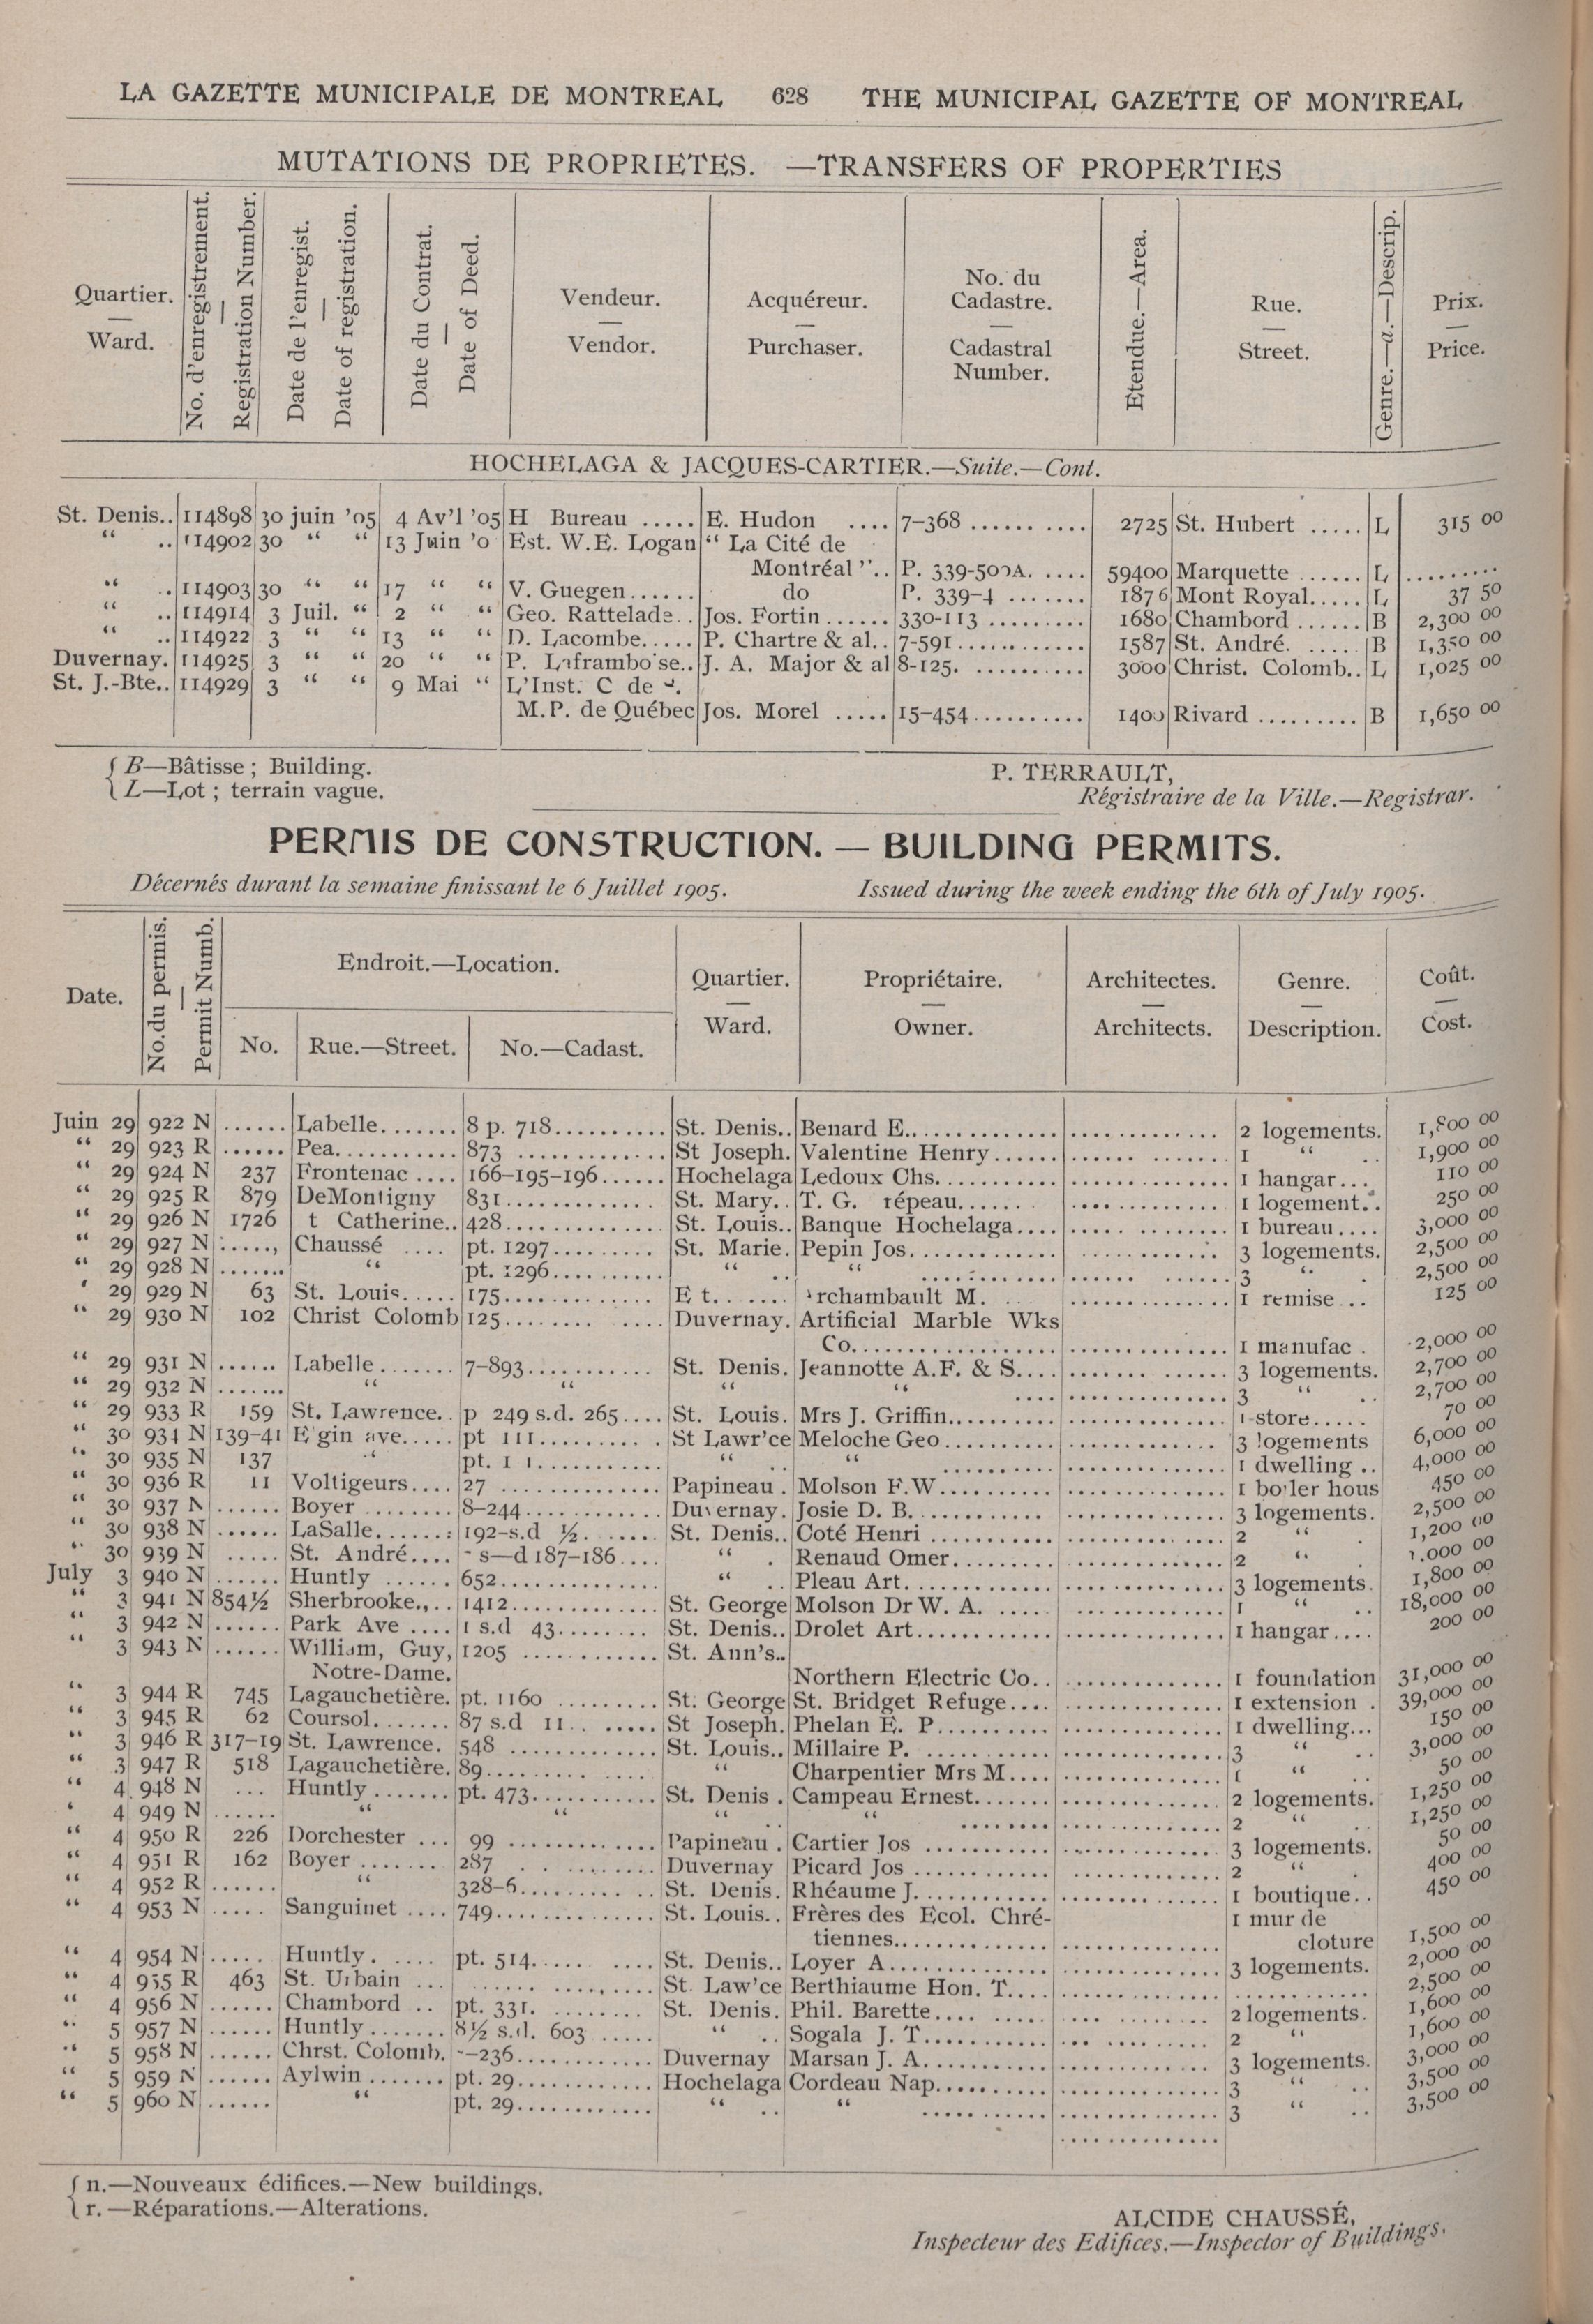 LA GAZETTE MUNICIPALE DE MONTREAL 628 THE MUNICIPAL GAZETTE OF MONTREAL
MUTATIONS DE PROPRIETES. —TRANSFERS OF PROPERTIES
Quartier. — Ward.
No. d'enregistrement. — Registration Number.
Date de l'enregist. — Date of registration.
Date du Contrat. — Date of Deed.
Vendeur. — Vendor.
Acquéreur. — Purchaser.
No. du Cadastre. — Cadastral Number.
Etendue.—Area.
Rue. — Street.
Genre.—a.—Descrip.
Prix. — Price.
HOCHELAGA & JACQUES-CARTIER.—Suite.—Cont.
St. Denis.. 114898 30 juin '05 4 Av'l '05 H Bureau ..... E. Hudon .... 7-368 .......... 2725 St. Hubert ..... L 315 00
“ .. 114902 30 “ “ 13 Juin '0 Est. W.E. Logan “ La Cité de
Montréal ”.. P. 339-500A. .... 59400 Marquette ...... L .........
“ .. 114903 30 “ “ 17 “ “ V. Guegen...... do P. 339-4 ....... 1876 Mont Royal..... L 37 50
“ .. 114914 3 Juil. “ 2 “ “ Geo. Rattelade.. Jos. Fortin ...... 330-113 ......... 1680 Chambord ...... B 2,300 00
“ .. 114922 3 “ “ 13 “ “ D. Lacombe..... P. Chartre & al.. 7-591............ 1587 St. André. ..... B 1,350 00
Duvernay. 114925 3 “ “ 20 “ “ P. Laframbo se.. J. A. Major & al 8-125. ........... 3000 Christ. Colomb.. L 1,025 00
St. J.-Bte.. 114929 3 “ “ 9 Mai “ L'Inst. C de
M.P. de Québec Jos. Morel ..... 15-454.......... 1400 Rivard ......... B 1,650 00
B—Bâtisse ; Building.
L—Lot ; terrain vague.
P. TERRAULT,
Régistraire de la Ville.—Registrar.
PERMIS DE CONSTRUCTION. — BUILDING PERMITS.
Décernés durant la semaine finissant le 6 Juillet 1905. Issued during the week ending the 6th of July 1905.
Date.
No. du permis. — Permit Numb.
Endroit.—Location.
No. Rue.—Street. No.—Cadast.
Quartier. — Ward.
Propriétaire. — Owner.
Architectes. — Architects.
Genre. — Description.
Coût. — Cost.
Juin 29 922 N ...... Labelle....... 8 p. 718.......... St. Denis.. Benard E............. 2 logements. 1,800 00
“ 29 923 R ...... Pea........... 873 ............. St Joseph. Valentine Henry...... 1 “ .. 1,900 00
“ 29 924 N 237 Frontenac .... 166-195-196...... Hochelaga Ledoux Chs........... 1 hangar... 110 00
“ 29 925 R 879 DeMontigny 831............. St. Mary.. T. G. répeau....... 1 logement.. 250 00
“ 29 926 N 1726 t Catherine.. 428.............. St. Louis.. Banque Hochelaga.... 1 bureau.... 3,000 00
“ 29 927 N ....., Chaussé .... pt. 1297......... St. Marie. Pepin Jos............ 3 logements. 2,500 00
“ 29 928 N ....... “ pt. 1296.......... “ .. “ .......... 3 “ . 2,500 00
‘ 29 929 N 63 St. Louis..... 175............. E t.. .... rchambault M. 1 remise... 125 00
“ 29 930 N 102 Christ Colomb 125......... .... Duvernay. Artificial Marble Wks
Co................. 1 manufac . 2,000 00
“ 29 931 N ...... Labelle....... 7-893........... St. Denis. Jeannotte A.F. & S.... 3 logements. 2,700 00
“ 29 932 N ....... “ “ “ “ .... 3 “ .. 2,700 00
“ 29 933 R 159 St. Lawrence.. p 249 s.d. 265.... St. Louis. Mrs J. Griffin.......... 1 store..... 70 00
“ 30 934 N 139-41 E gin ave..... pt 111.......... St Lawr'ce Meloche Geo.......... 3 logements 6,000 00
“ 30 935 N 137 “ pt. 1 1........... “ .. “ .......... 1 dwelling .. 4,000 00
“ 30 936 R 11 Voltigeurs.... 27 .............. Papineau . Molson F.W.......... 1 boiler hous 450 00
“ 30 937 N ...... Boyer ........ 8-244............ Duvernay. Josie D. B............ 3 logements. 2,500 00
“ 30 938 N ...... LaSalle....... 192-s.d ½. ..... St. Denis.. Coté Henri .......... 2 “ . 1,200 00
“ 30 939 N ..... St. André.... s—d 187-186.... “ . Renaud Omer......... 2 “ . 1.000 00
July 3 940 N ...... Huntly ...... 652.............. “ .. Pleau Art............. 3 logements. 1,800 00
“ 3 941 N 854½ Sherbrooke.,.. 1412............. St. George Molson Dr W. A. ..... 1 “ .. 18,000 00
“ 3 942 N ...... Park Ave .... 1 s.d 43........ St. Denis.. Drolet Art............ 1 hangar.... 200 00
“ 3 943 N ...... William, Guy, 1205 ............ St. Ann's..
Notre-Dame. Northern Electric Co.. 1 foundation 31,000 00
“ 3 944 R 745 Lagauchetière. pt. 1160 ......... St. George St. Bridget Refuge.... 1 extension . 39,000 00
“ 3 945 R 62 Coursol....... 87 s.d 11.. ..... St Joseph. Phelan E. P.......... 1 dwelling... 150 00
“ 3 946 R 317-19 St. Lawrence. 548 ............. St. Louis.. Millaire P. ........... 3 “ .. 3,000 00
“ 3 947 R 518 Lagauchetière. 89.......... .... “ Charpentier Mrs M.... 1 “ .. 50 00
“ 4 948 N ... Huntly ....... pt. 473........... St. Denis . Campeau Ernest....... 2 logements. 1,250 00
‘ 4 949 N ...... “ “ “ .. “ ........ 2 “ .. 1,250 00
“ 4 950 R 226 Dorchester ... 99 ............. Papineau . Cartier Jos ........... 3 logements. 50 00
“ 4 951 R 162 Boyer ........ 287 . . ........ Duvernay Picard Jos ............ 2 “ . 400 00
“ 4 952 R ...... “ 328-6............ St. Denis. Rhéaume J............ 1 boutique.. 450 00
“ 4 953 N ..... Sanguinet .... 749.............. St. Louis.. Frères des Ecol. Chré- 1 mur de
tiennes............ cloture 1,500 00
“ 4 954 N ..... Huntly. .... pt. 514...... .... St. Denis.. Loyer A.............. 3 logements. 2,000 00
“ 4 955 R 463 St. Urbain ... ............ St. Law'ce Berthiaume Hon. T.... ............ 2,500 00
“ 4 956 N ...... Chambord .. pt. 331. ........ St. Denis. Phil. Barette.... .... 2 logements. 1,600 00
“ 5 957 N ...... Huntly ....... 8½ s.d. 603 ..... “ .. Sogala J. T........... 2 “ 1,600 00
“ 5 958 N ...... Chrst. Colomb. -236............ Duvernay Marsan J. A........... 3 logements. 3,000 00
“ 5 959 N ...... Aylwin ....... pt. 29............ Hochelaga Cordeau Nap.......... 3 “ .. 3,500 00
“ 5 960 N ...... “ pt. 29............ “ .. “ .......... 3 “ .. 3,500 00
n.—Nouveaux édifices.—New buildings.
r.—Réparations.—Alterations.
ALCIDE CHAUSSÉ,
Inspecteur des Edifices.—Inspector of Buildings.